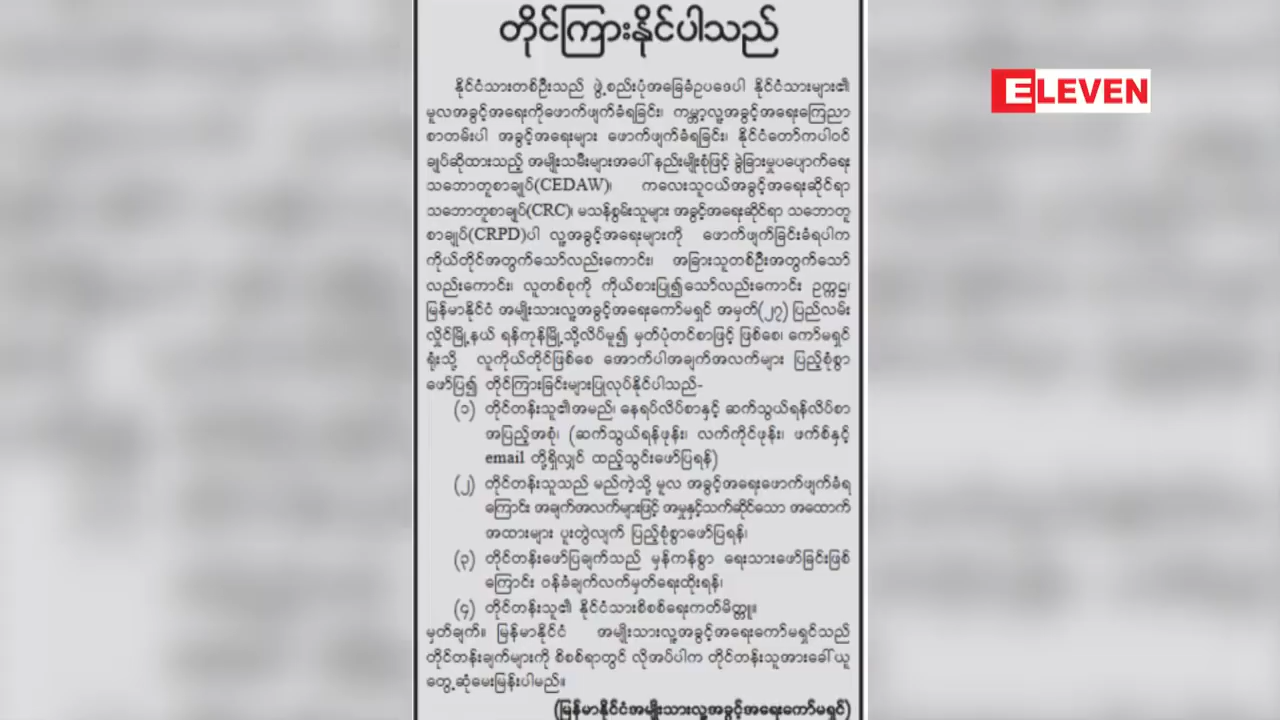 တိုင်ကြားနိုင်ပါသည်
ELEVEN
နိုင်ငံသားတစ်ဦးသည် ဖွဲ့စည်းပုံအခြေခံဥပဒေပါ နိုင်ငံသားများ၏
မူလအခွင့်အရေးကိုဖောက်ဖျက်ခံရခြင်း၊ ကမ္ဘာ့လူ့အခွင့်အရေးကြေညာ
စာတမ်းပါ အခွင့်အရေးများ ဖောက်ဖျက်ခံရခြင်း၊ နိုင်ငံတော်ကပါဝင်
ချုပ်ဆိုထားသည့် အမျိုးသမီးများအပေါ် နည်းမျိုးစုံဖြင့် ခွဲခြားမှုပပျောက်ရေး
သဘောတူစာချုပ်(CEDAW)၊ ကလေးသူငယ်အခွင့်အရေးဆိုင်ရာ
သဘောတူစာချုပ်(CRC)၊ မသန်စွမ်းသူများ အခွင့်အရေးဆိုင်ရာ သဘောတူ
စာချုပ်(CRPD)ပါ လူ့အခွင့်အရေးများကို ဖောက်ဖျက်ခြင်းခံရပါက
ကိုယ်တိုင်အတွက်သော်လည်းကောင်း၊ အခြားသူတစ်ဦးအတွက်သော်
လည်းကောင်း၊ လူတစ်စုကို ကိုယ်စားပြု၍သော်လည်းကောင်း ဥက္ကဋ္ဌ၊
မြန်မာနိုင်ငံ အမျိုးသားလူ့အခွင့်အရေးကော်မရှင် အမှတ်(၂၇) ပြည်လမ်း
လှိုင်မြို့နယ် ရန်ကုန်မြို့သို့လိပ်မူ၍ မှတ်ပုံတင်စာဖြင့် ဖြစ်စေ၊ ကော်မရှင်
ရုံးသို့ လူကိုယ်တိုင်ဖြစ်စေ အောက်ပါအချက်အလက်များ ပြည့်စုံစွာ
ဖော်ပြ၍ တိုင်ကြားခြင်းများပြုလုပ်နိုင်ပါသည်-
(၁) တိုင်တန်းသူ၏အမည်၊ နေရပ်လိပ်စာနှင့် ဆက်သွယ်ရန်လိပ်စာ
အပြည့်အစုံ၊ (ဆက်သွယ်ရန်ဖုန်း၊ လက်ကိုင်ဖုန်း၊ ဖက်စ်နှင့်
email တို့ရှိလျှင် ထည့်သွင်းဖော်ပြရန်)
(၂) တိုင်တန်းသူသည် မည်ကဲ့သို့ မူလ အခွင့်အရေးဖောက်ဖျက်ခံရ
ကြောင်း အချက်အလက်များဖြင့် အမှုနှင့်သက်ဆိုင်သော အထောက်
အထားများ ပူးတွဲလျက် ပြည့်စုံစွာဖော်ပြရန်၊
(၃) တိုင်တန်းဖော်ပြချက်သည် မှန်ကန်စွာ ရေးသားဖော်ခြင်းဖြစ်
ကြောင်း ဝန်ခံချက်လက်မှတ်ရေးထိုးရန်၊
(၄) တိုင်တန်းသူ၏ နိုင်ငံသားစိစစ်ရေးကတ်မိတ္တူ။
မှတ်ချက်။ မြန်မာနိုင်ငံ အမျိုးသားလူ့အခွင့်အရေးကော်မရှင်သည်
တိုင်တန်းချက်များကို စိစစ်ရာတွင် လိုအပ်ပါက တိုင်တန်းသူအားခေါ်ယူ
တွေ့ဆုံမေးမြန်းပါမည်။
(မြန်မာနိုင်ငံအမျိုးသားလူ့အခွင့်အရေးကော်မရှင်)